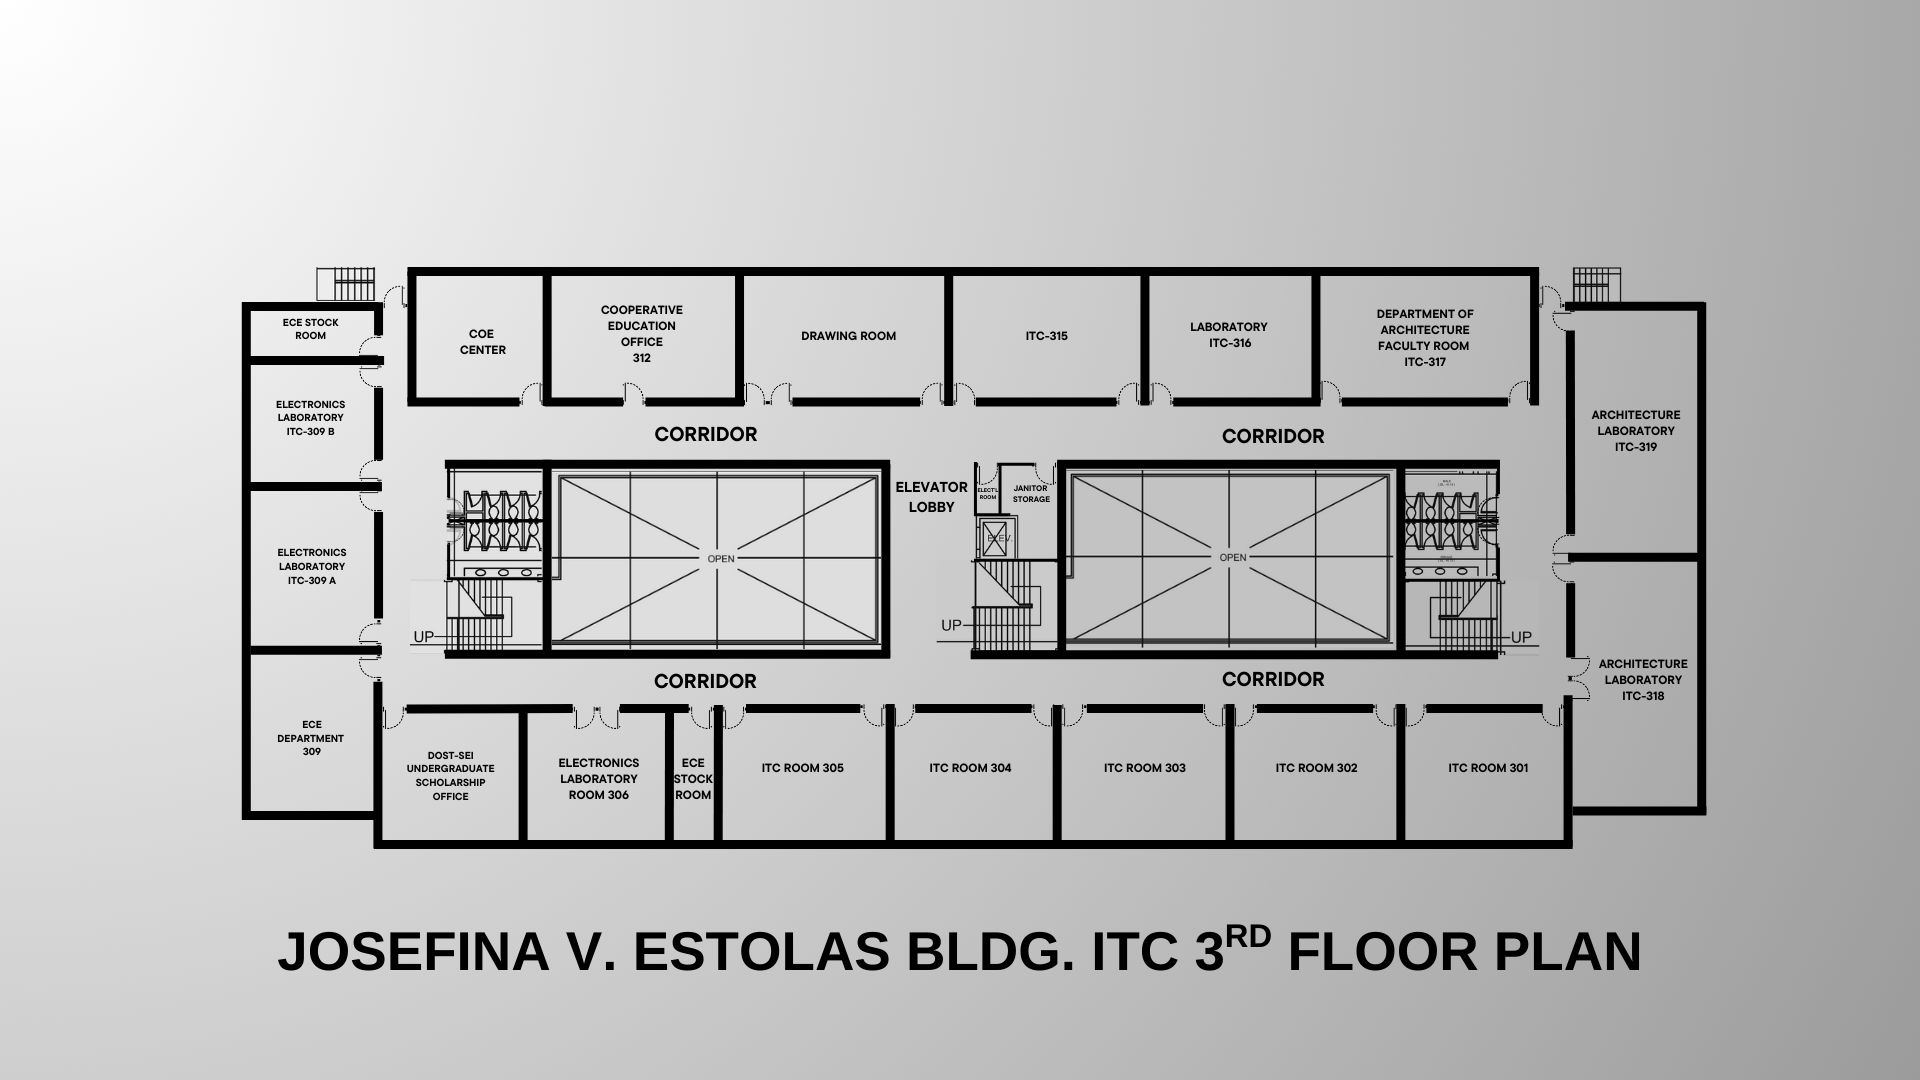 ECE STOCK
ROOM
COE
CENTER
COOPERATIVE
EDUCATION
OFFICE
312
DRAWING ROOM
ITC-315
LABORATORY
ITC-316
DEPARTMENT OF
ARCHITECTURE
FACULTY ROOM
ITC-317
ELECTRONICS
LABORATORY
ITC-309 B
ARCHITECTURE
LABORATORY
ITC-319
CORRIDOR
CORRIDOR
ELEVATOR
LOBBY
ELECT'L
ROOM
JANITOR
STORAGE
ELEV.
OPEN
OPEN
ELECTRONICS
LABORATORY
ITC-309 A
UP
UP
UP
CORRIDOR
CORRIDOR
ARCHITECTURE
LABORATORY
ITC-318
ECE
DEPARTMENT
309
DOST-SEI
UNDERGRADUATE
SCHOLARSHIP
OFFICE
ELECTRONICS
LABORATORY
ROOM 306
ECE
STOCK
ROOM
ITC ROOM 305
ITC ROOM 304
ITC ROOM 303
ITC ROOM 302
ITC ROOM 301
JOSEFINA V. ESTOLAS BLDG. ITC 3RD FLOOR PLAN